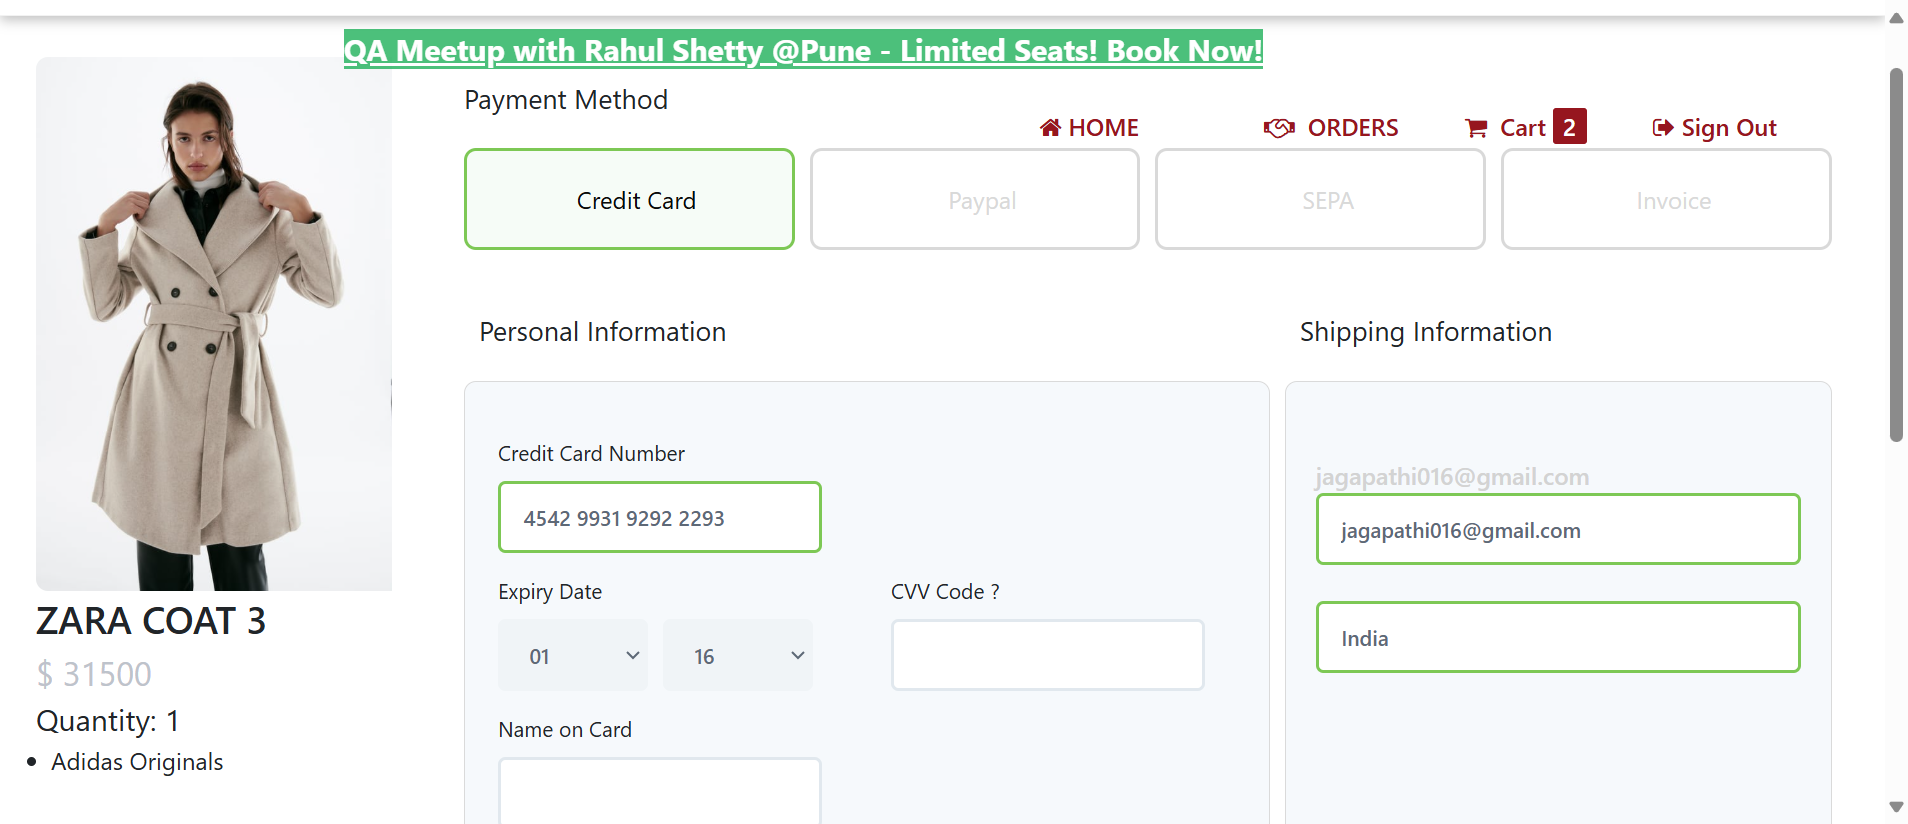 QA Meetup with Rahul Shetty @Pune - Limited Seats! Book Now!
Payment Method
HOME
ORDERS
Cart 2
Sign Out
Credit Card
Paypal
SEPA
Invoice
Personal Information
Credit Card Number
4542 9931 9292 2293
Expiry Date
01
16
CVV Code ?
Name on Card
Shipping Information
jagapathi016@gmail.com
jagapathi016@gmail.com
India
ZARA COAT 3
$ 31500
Quantity: 1
Adidas Originals